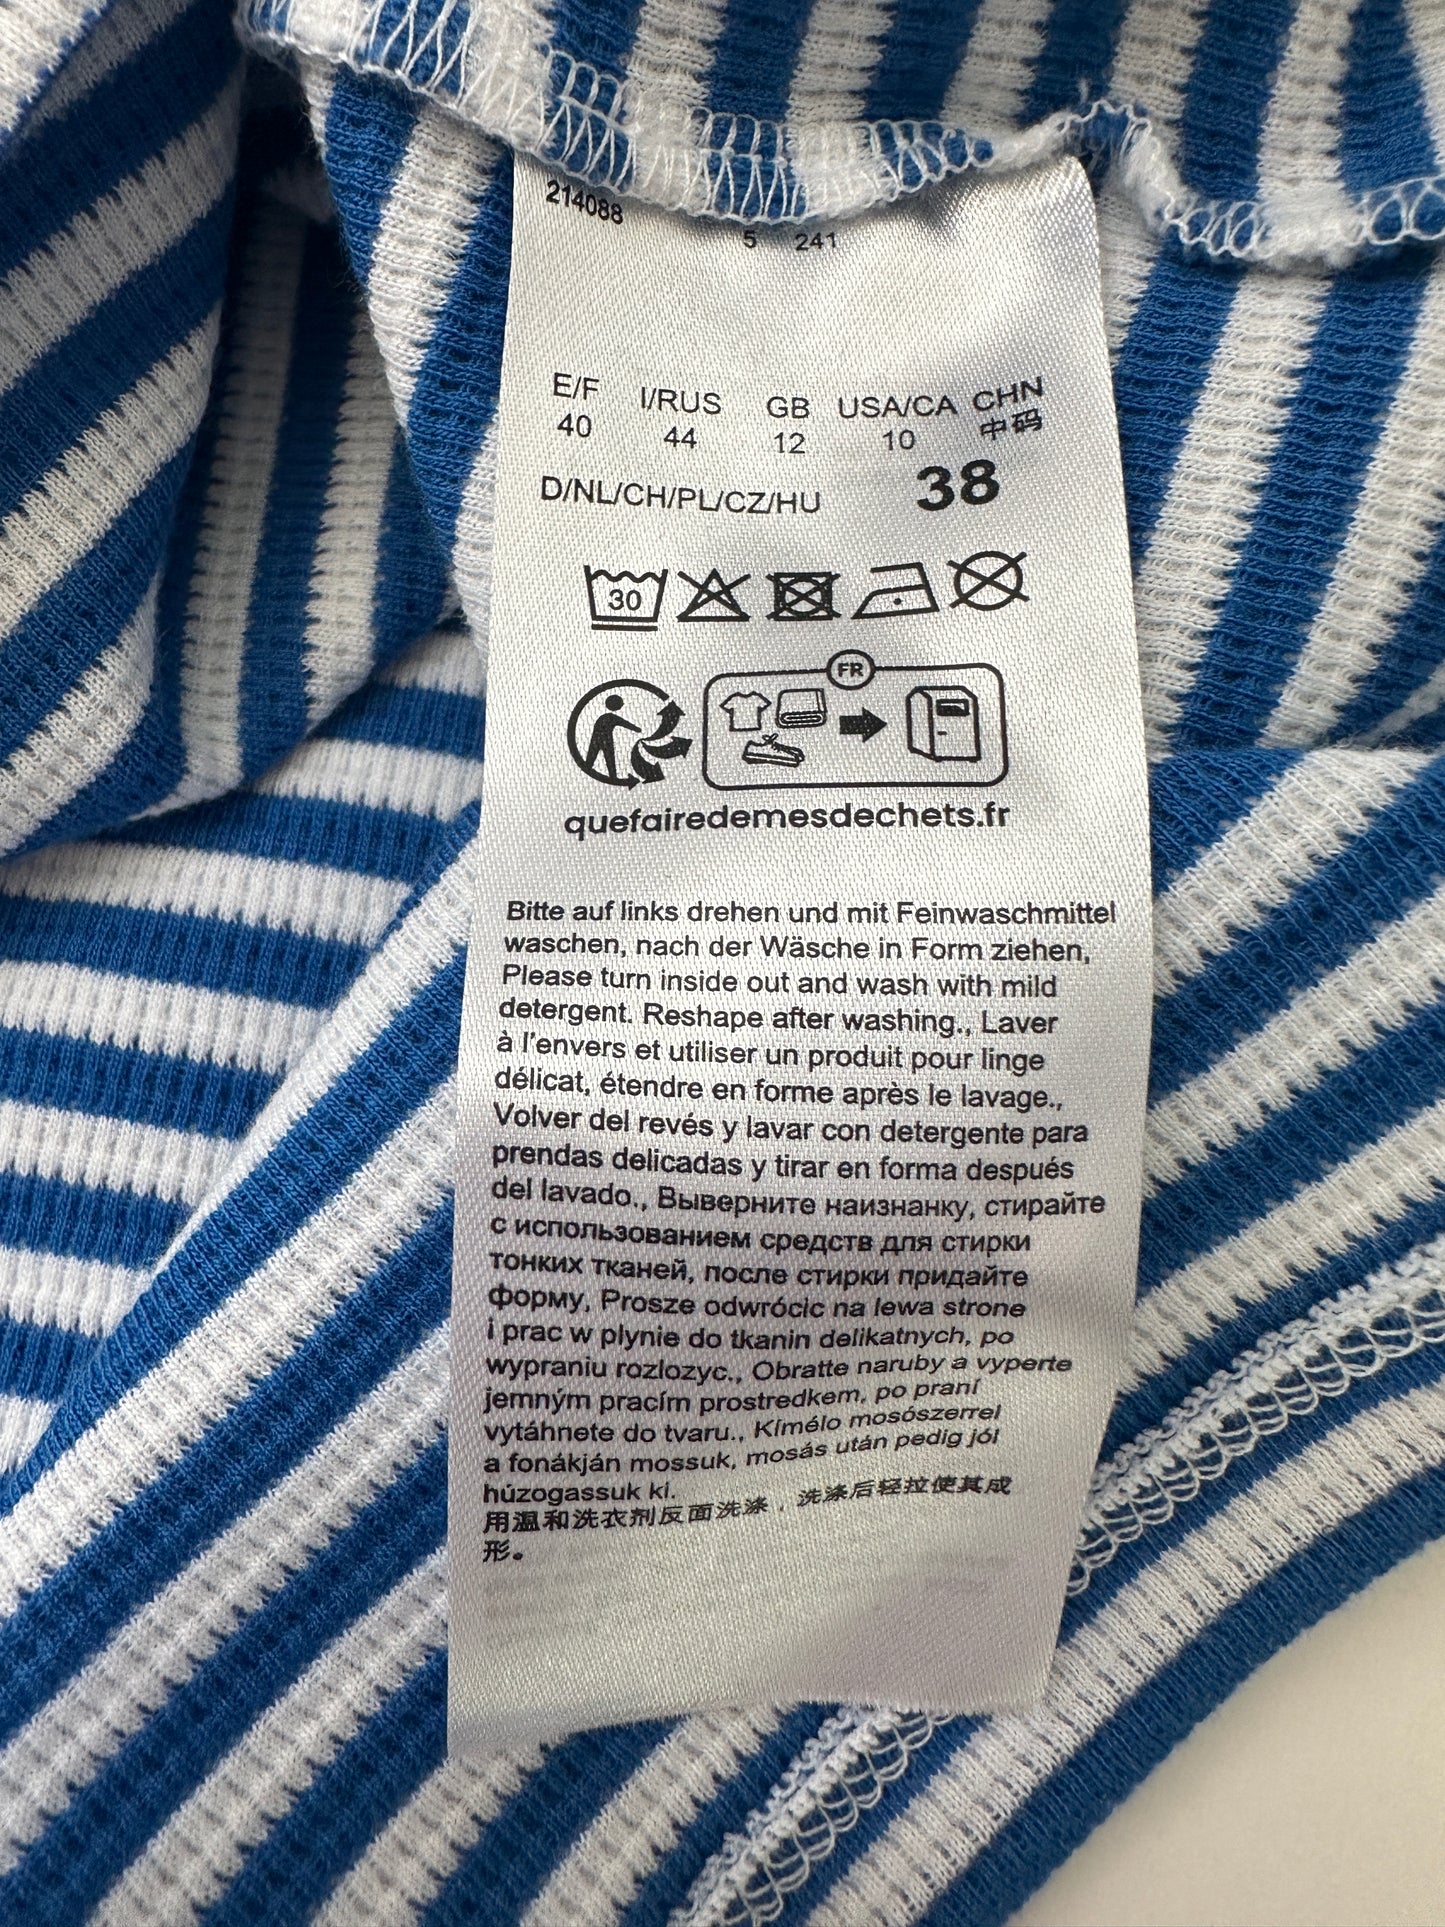 214088
5 241
E/F I/RUS GB USA/CA CHN
40 44 12 10 中码
D/NL/CH/PL/CZ/HU 38
30
FR
quefairedemesdechets.fr
Bitte auf links drehen und mit Feinwaschmittel
waschen, nach der Wäsche in Form ziehen,
Please turn inside out and wash with mild
detergent. Reshape after washing., Laver
à l'envers et utiliser un produit pour linge
délicat, étendre en forme après le lavage.,
Volver del revés y lavar con detergente para
prendas delicadas y tirar en forma después
del lavado., Выверните наизнанку, стирайте
с использованием средств для стирки
тонких тканей, после стирки придайте
форму, Prosze odwrócic na lewa strone
i prac w plynie do tkanin delikatnych, po
wypraniu rozlozyc., Obratte naruby a vyperte
jemným pracím prostredkem, po praní
vytáhnete do tvaru., Kímélo mosószerrel
a fonákján mossuk, mosás után pedig jól
húzogassuk ki.
用温和洗衣剂反面洗涤，洗涤后轻拉使其成
形。